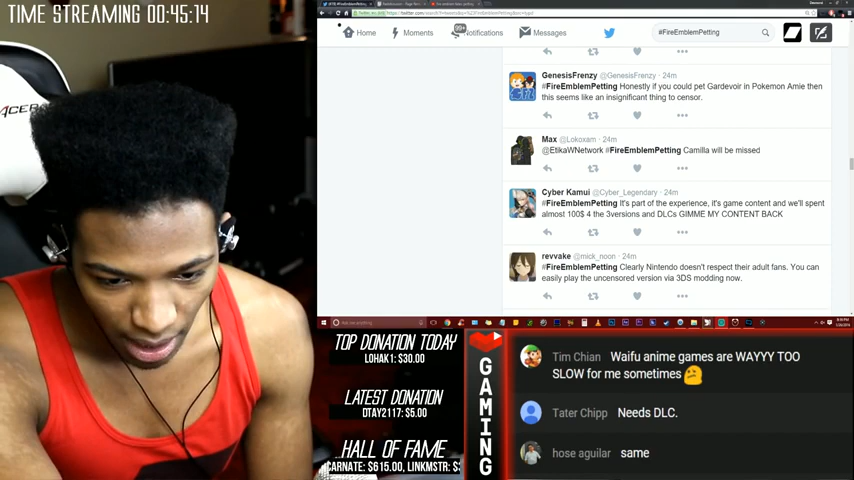 TIME STREAMING 00:45:14
Home
Moments
99+
Notifications
Messages
#FireEmblemPetting
GenesisFrenzy @GenesisFrenzy · 24m
#FireEmblemPetting Honestly if you could pet Gardevoir in Pokemon Amie then
this seems like an insignificant thing to censor.
Max @Lokoxam · 24m
@EtikaWNetwork #FireEmblemPetting Camilla will be missed
Cyber Kamui @Cyber_Legendary · 24m
#FireEmblemPetting It's part of the experience, it's game content and we'll spent
almost 100$ 4 the 3versions and DLCs GIMME MY CONTENT BACK
revvake @mick_noon · 24m
#FireEmblemPetting Clearly Nintendo doesn't respect their adult fans. You can
easily play the uncensored version via 3DS modding now.
ACER
TOP DONATION TODAY
LOHAK1: $30.00
LATEST DONATION
DTAY2117: $5.00
HALL OF FAME
CARNATE: $615.00, LINKMSTR: $
GAMING
Tim Chian Waifu anime games are WAYYY TOO
SLOW for me sometimes
Tater Chipp Needs DLC.
hose aguilar same